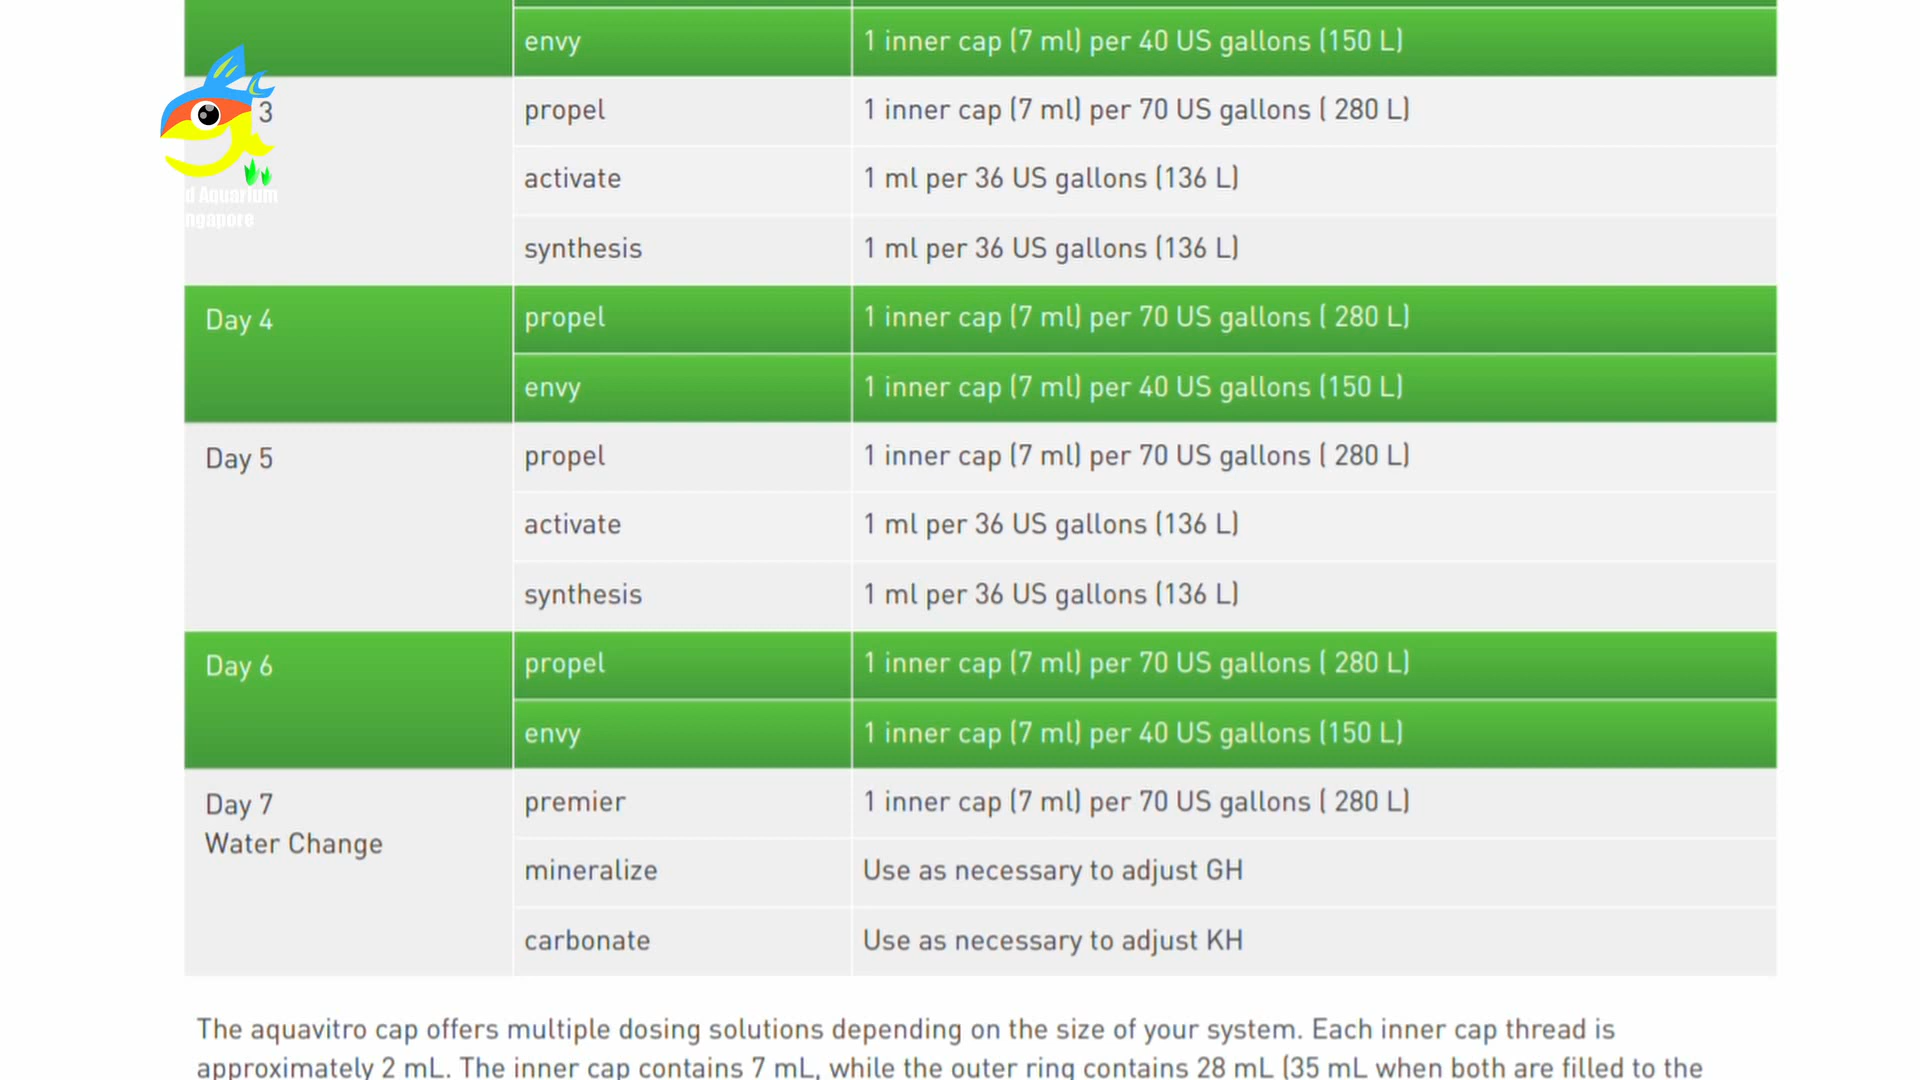 envy 1 inner cap (7 ml) per 40 US gallons (150 L)
3 propel 1 inner cap (7 ml) per 70 US gallons ( 280 L)
activate 1 ml per 36 US gallons (136 L)
d Aquarium
ngapore
synthesis 1 ml per 36 US gallons (136 L)
Day 4 propel 1 inner cap (7 ml) per 70 US gallons ( 280 L)
envy 1 inner cap (7 ml) per 40 US gallons (150 L)
Day 5 propel 1 inner cap (7 ml) per 70 US gallons ( 280 L)
activate 1 ml per 36 US gallons (136 L)
synthesis 1 ml per 36 US gallons (136 L)
Day 6 propel 1 inner cap (7 ml) per 70 US gallons ( 280 L)
envy 1 inner cap (7 ml) per 40 US gallons (150 L)
Day 7 premier 1 inner cap (7 ml) per 70 US gallons ( 280 L)
Water Change
mineralize Use as necessary to adjust GH
carbonate Use as necessary to adjust KH
The aquavitro cap offers multiple dosing solutions depending on the size of your system. Each inner cap thread is
approximately 2 mL. The inner cap contains 7 mL, while the outer ring contains 28 mL (35 mL when both are filled to the